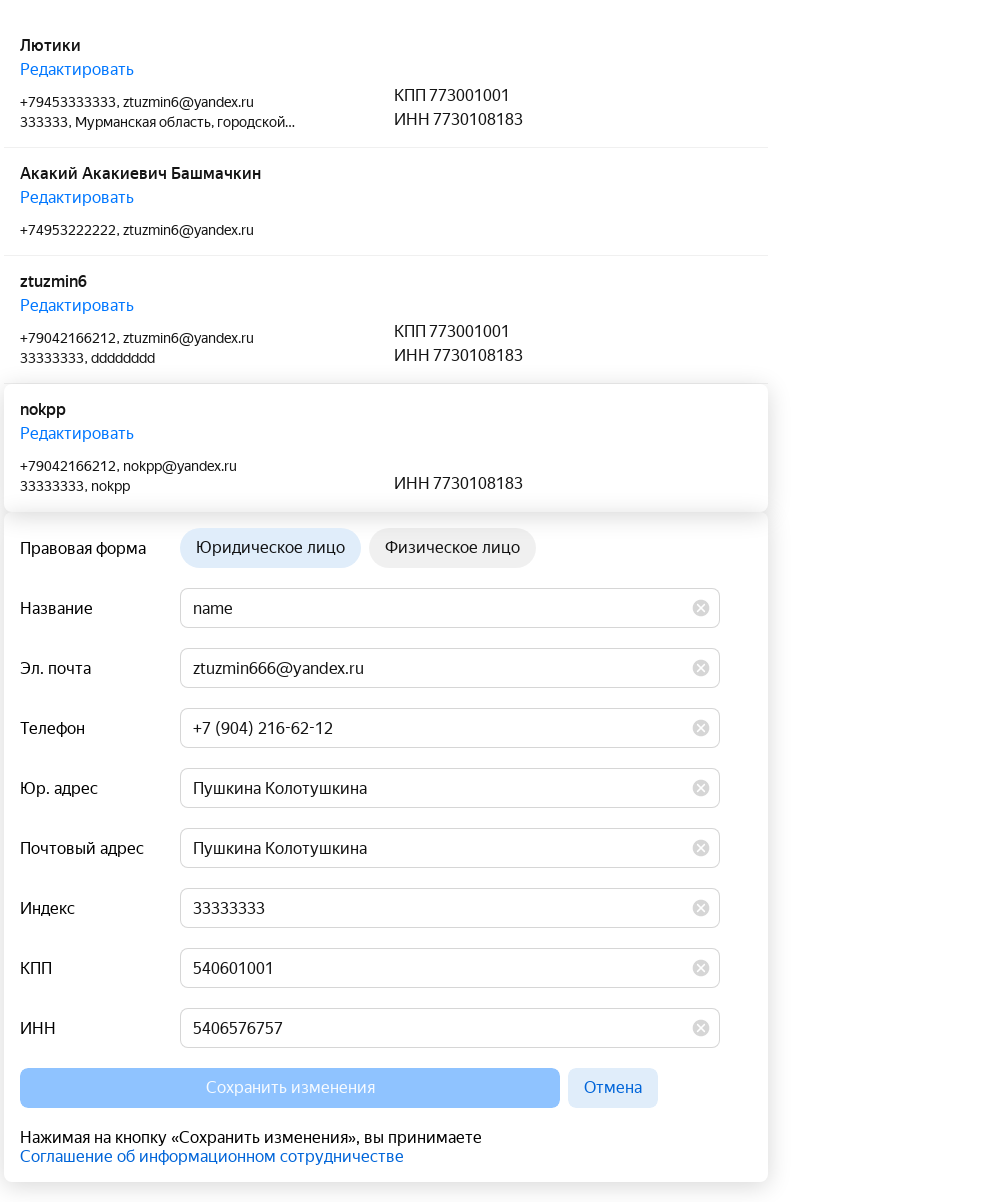 Лютики
Редактировать
+79453333333, ztuzmin6@yandex.ru
333333, Мурманская область, городской...
КПП 773001001
ИНН 7730108183
Акакий Акакиевич Башмачкин
Редактировать
+74953222222, ztuzmin6@yandex.ru
ztuzmin6
Редактировать
+79042166212, ztuzmin6@yandex.ru
33333333, dddddddd
КПП 773001001
ИНН 7730108183
nokpp
Редактировать
+79042166212, nokpp@yandex.ru
33333333, nokpp
ИНН 7730108183
Правовая форма Юридическое лицо Физическое лицо
Название name
Эл. почта ztuzmin666@yandex.ru
Телефон +7 (904) 216-62-12
Юр. адрес Пушкина Колотушкина
Почтовый адрес Пушкина Колотушкина
Индекс 33333333
КПП 540601001
ИНН 5406576757
Сохранить изменения Отмена
Нажимая на кнопку «Сохранить изменения», вы принимаете
Соглашение об информационном сотрудничестве